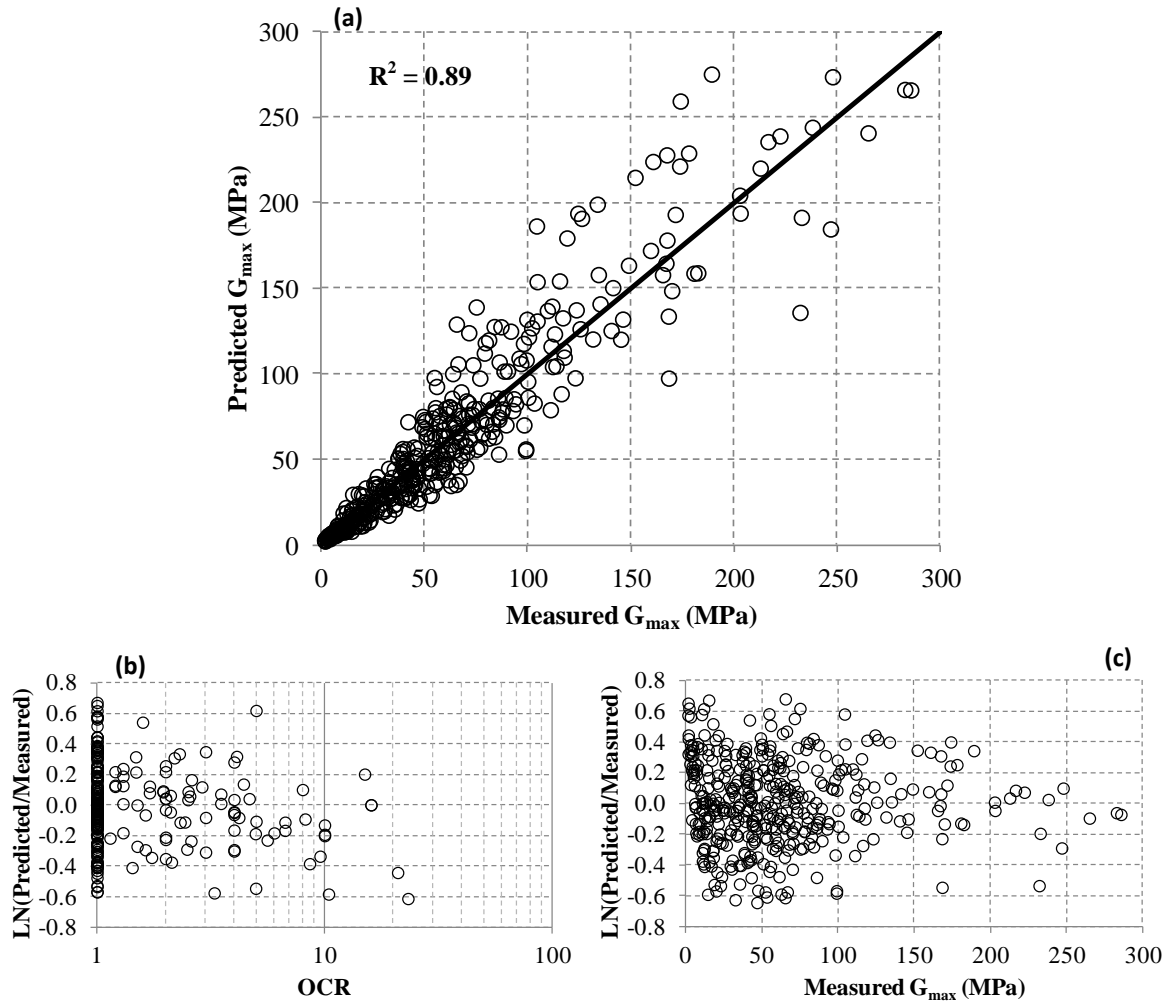 (a)
R² = 0.89
Predicted Gmax (MPa)
300
250
200
150
100
50
0
0 50 100 150 200 250 300
Measured Gmax (MPa)
(b)
LN(Predicted/Measured)
0.8
0.6
0.4
0.2
0.0
-0.2
-0.4
-0.6
-0.8
1 10 100
OCR
(c)
LN(Predicted/Measured)
0.8
0.6
0.4
0.2
0.0
-0.2
-0.4
-0.6
-0.8
0 50 100 150 200 250 300
Measured Gmax (MPa)